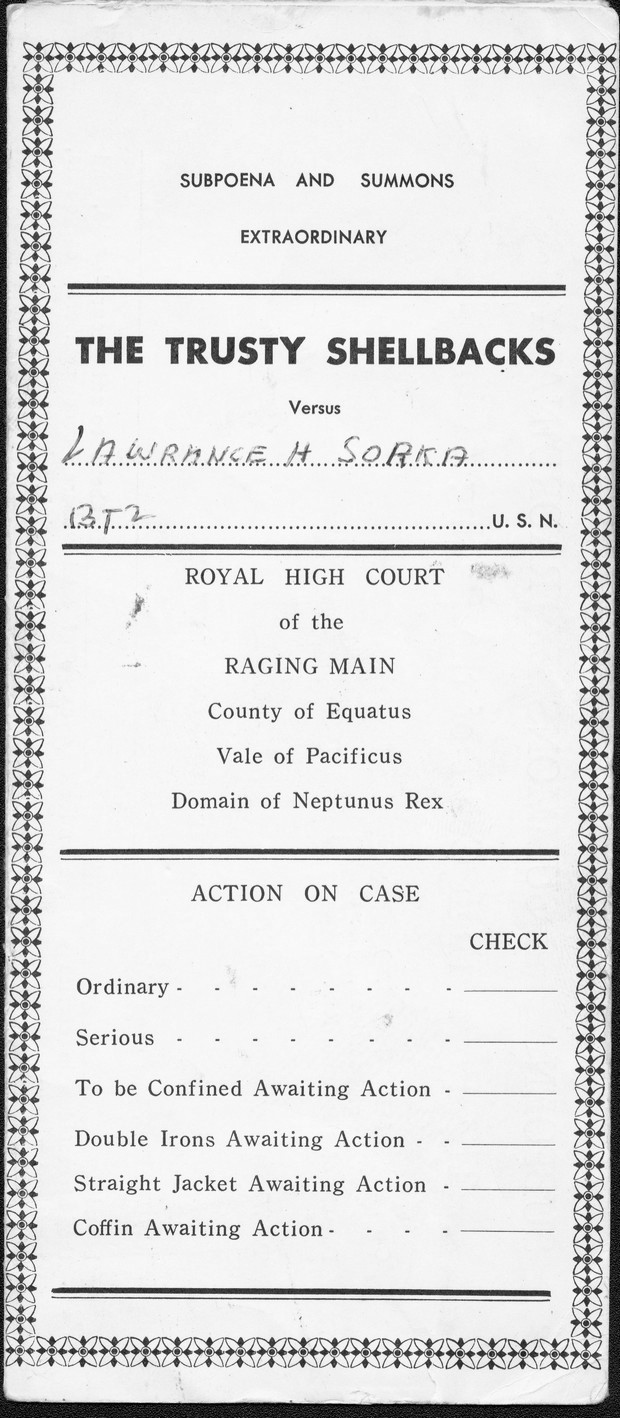 SUBPOENA AND SUMMONS
EXTRAORDINARY
THE TRUSTY SHELLBACKS
Versus
LAWRANCE H SORKA
BT2 U. S. N.
ROYAL HIGH COURT
of the
RAGING MAIN
County of Equatus
Vale of Pacificus
Domain of Neptunus Rex
ACTION ON CASE
CHECK
Ordinary - - - - - - - -
Serious - - - - - - - -
To be Confined Awaiting Action -
Double Irons Awaiting Action - -
Straight Jacket Awaiting Action -
Coffin Awaiting Action - - - -